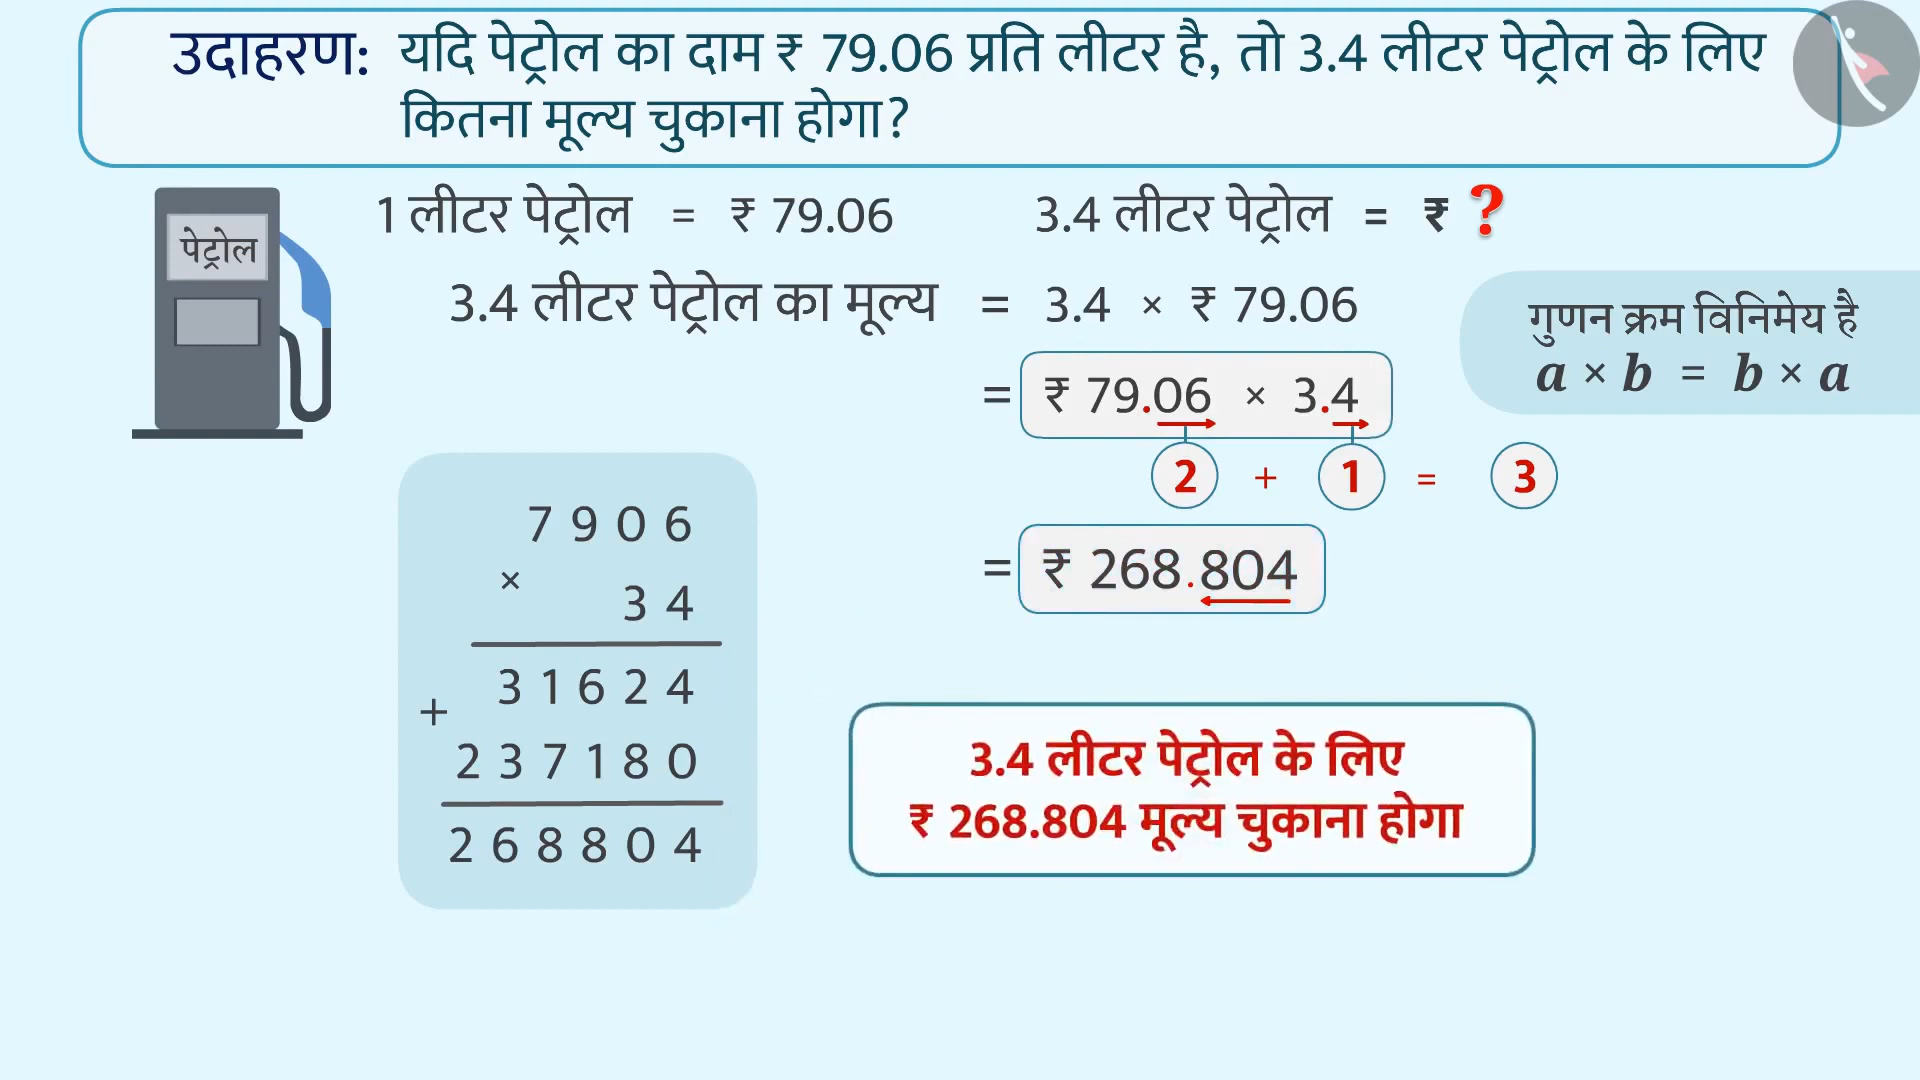 उदाहरण: यदि पेट्रोल का दाम ₹ 79.06 प्रति लीटर है, तो 3.4 लीटर पेट्रोल के लिए
कितना मूल्य चुकाना होगा?
पेट्रोल
1 लीटर पेट्रोल = ₹ 79.06
3.4 लीटर पेट्रोल = ₹ ?
3.4 लीटर पेट्रोल का मूल्य = 3.4 × ₹ 79.06
गुणन क्रम विनिमेय है
a × b = b × a
= ₹ 79.06 × 3.4
2 + 1 = 3
= ₹ 268.804
7 9 0 6
× 3 4
3 1 6 2 4
+ 2 3 7 1 8 0
2 6 8 8 0 4
3.4 लीटर पेट्रोल के लिए
₹ 268.804 मूल्य चुकाना होगा